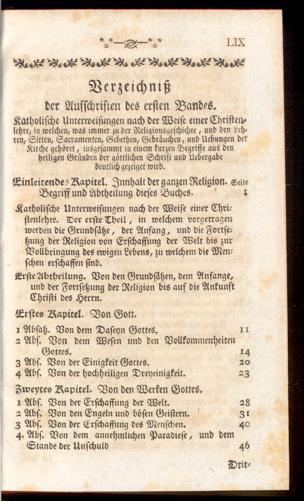 LIX
Verzeichniß
der Aufschriften des ersten Bandes.
Katholische Unterweisungen nach der Weise einer Christen-
lehre, in welchen, was immer zu der Religionsgeschichte, und den Leh-
ren, Sitten, Sacramenten, Gebethen, Gebräuchen, und Uebungen der
Kirche gehöret, insgesammt in einem kurzen Begriffe aus den
heiligen Gründen der göttlichen Schrift und Uebergabe
deutlich gezeiget wird.
Einleitendes Kapitel. Innhalt der ganzen Religion. Seite
Begriff und Abtheilung dieses Buches. 1
Katholische Unterweisungen nach der Weise einer Chri-
stenlehre. Der erste Theil, in welchem vorgetragen
werden die Grundsätze, der Anfang, und die Fortse-
tzung der Religion von Erschaffung der Welt bis zur
Vollbringung des ewigen Lebens, zu welchem die Men-
schen erschaffen sind.
Erste Abtheilung. Von den Grundsätzen, dem Anfange,
und der Fortsetzung der Religion bis auf die Ankunft
Christi des Herrn.
Erstes Kapitel. Von Gott.
1 Absatz. Von dem Daseyn Gottes. 11
2 Abs. Von dem Wesen und den Vollkommenheiten
Gottes. 14
3 Abs. Von der Einigkeit Gottes. 20
4 Abs. Von der hochheiligen Dreyeinigkeit. 23
Zweytes Kapitel. Von den Werken Gottes.
1 Abs. Von der Erschaffung der Welt. 28
2 Abs. Von den Engeln und bösen Geistern. 31
3 Abs. Von der Erschaffung des Menschen. 40
4. Abs. Von dem annehmlichen Paradiese, und dem
Stande der Unschuld 46
Drit-